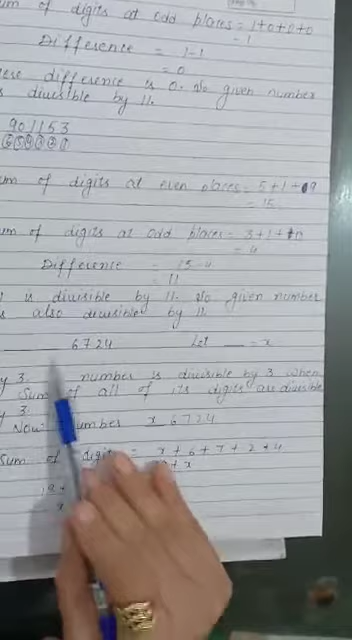 um of digits at odd places = 1+0+0+0
= 1
Difference = 1-1
= 0
ese difference is 0. So given number
s divisible by 11.
901153
um of digits at even places = 5+1+9
= 15
um of digits at odd places = 3+1+0
= 4
Difference = 15-4
= 11
t is divisible by 11. So given number
s also divisible by 11
___ 6724 Let ___ = x
y 3. number is divisible by 3 when
Sum of all of its digits are divisible
y 3.
Now number x 6724
Sum of digits = x+6+7+2+4
+x